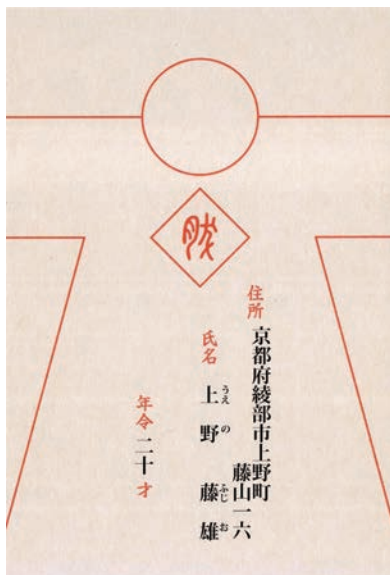 住所 京都府綾部市上野町
藤山一六
うえ の ふじ お
氏名 上野 藤雄
年令 二十才